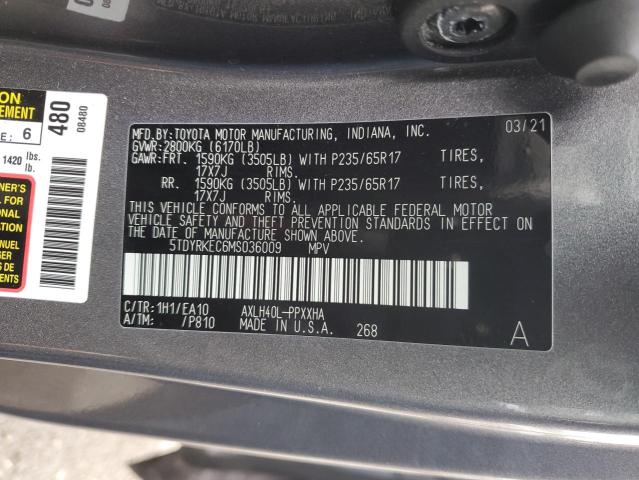 MFD.BY:TOYOTA MOTOR MANUFACTURING, INDIANA, INC. 03/21
GVWR:2800KG (6170LB)
GAWR:FRT. 1590KG (3505LB) WITH P235/65R17 TIRES,
17X7J RIMS.
RR. 1590KG (3505LB) WITH P235/65R17 TIRES,
17X7J RIMS.
THIS VEHICLE CONFORMS TO ALL APPLICABLE FEDERAL MOTOR
VEHICLE SAFETY AND THEFT PREVENTION STANDARDS IN EFFECT ON
THE DATE OF MANUFACTURE SHOWN ABOVE.
5TDYRKEC6MS036009 MPV
C/TR:1H1/EA10 AXLH40L-PPXXHA
A/TM: /P810 MADE IN U.S.A. 268 A
6
480
08480
1420 lbs.